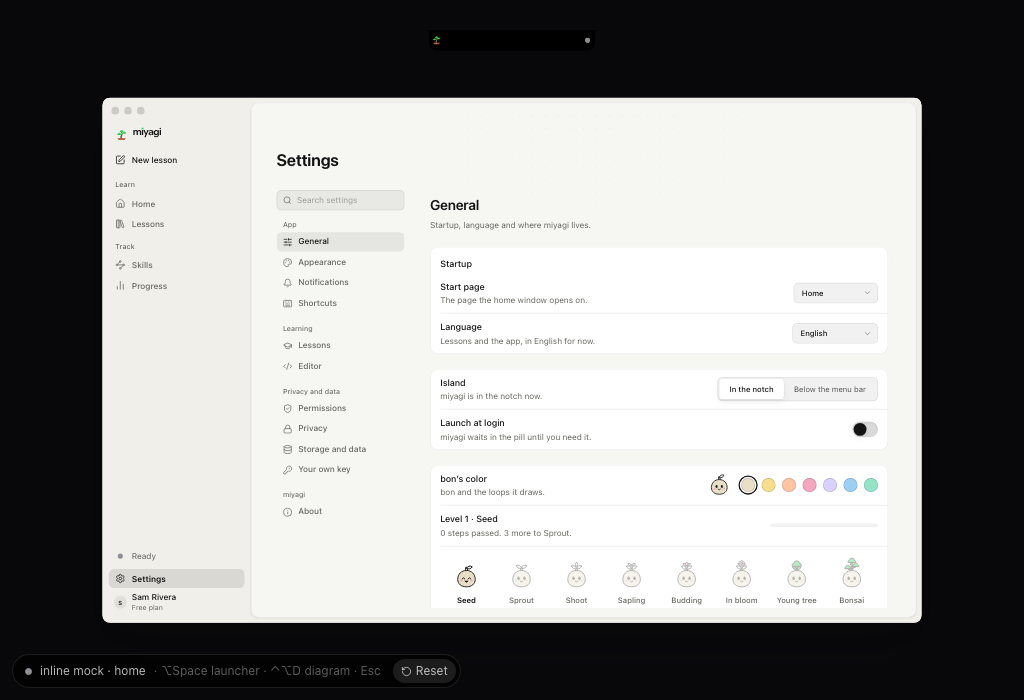 miyagi
New lesson
Learn
Home
Lessons
Track
Skills
Progress
Ready
Settings
S
Sam Rivera
Free plan
Settings
Search settings
App
General
Appearance
Notifications
Shortcuts
Learning
Lessons
Editor
Privacy and data
Permissions
Privacy
Storage and data
Your own key
miyagi
About
General
Startup, language and where miyagi lives.
Startup
Start page
The page the home window opens on.
Home
Language
Lessons and the app, in English for now.
English
Island
miyagi is in the notch now.
In the notch
Below the menu bar
Launch at login
miyagi waits in the pill until you need it.
bon's color
bon and the loops it draws.
Level 1 · Seed
0 steps passed. 3 more to Sprout.
Seed
Sprout
Shoot
Sapling
Budding
In bloom
Young tree
Bonsai
inline mock · home · ⌥Space launcher · ⌃⌥D diagram · Esc
Reset